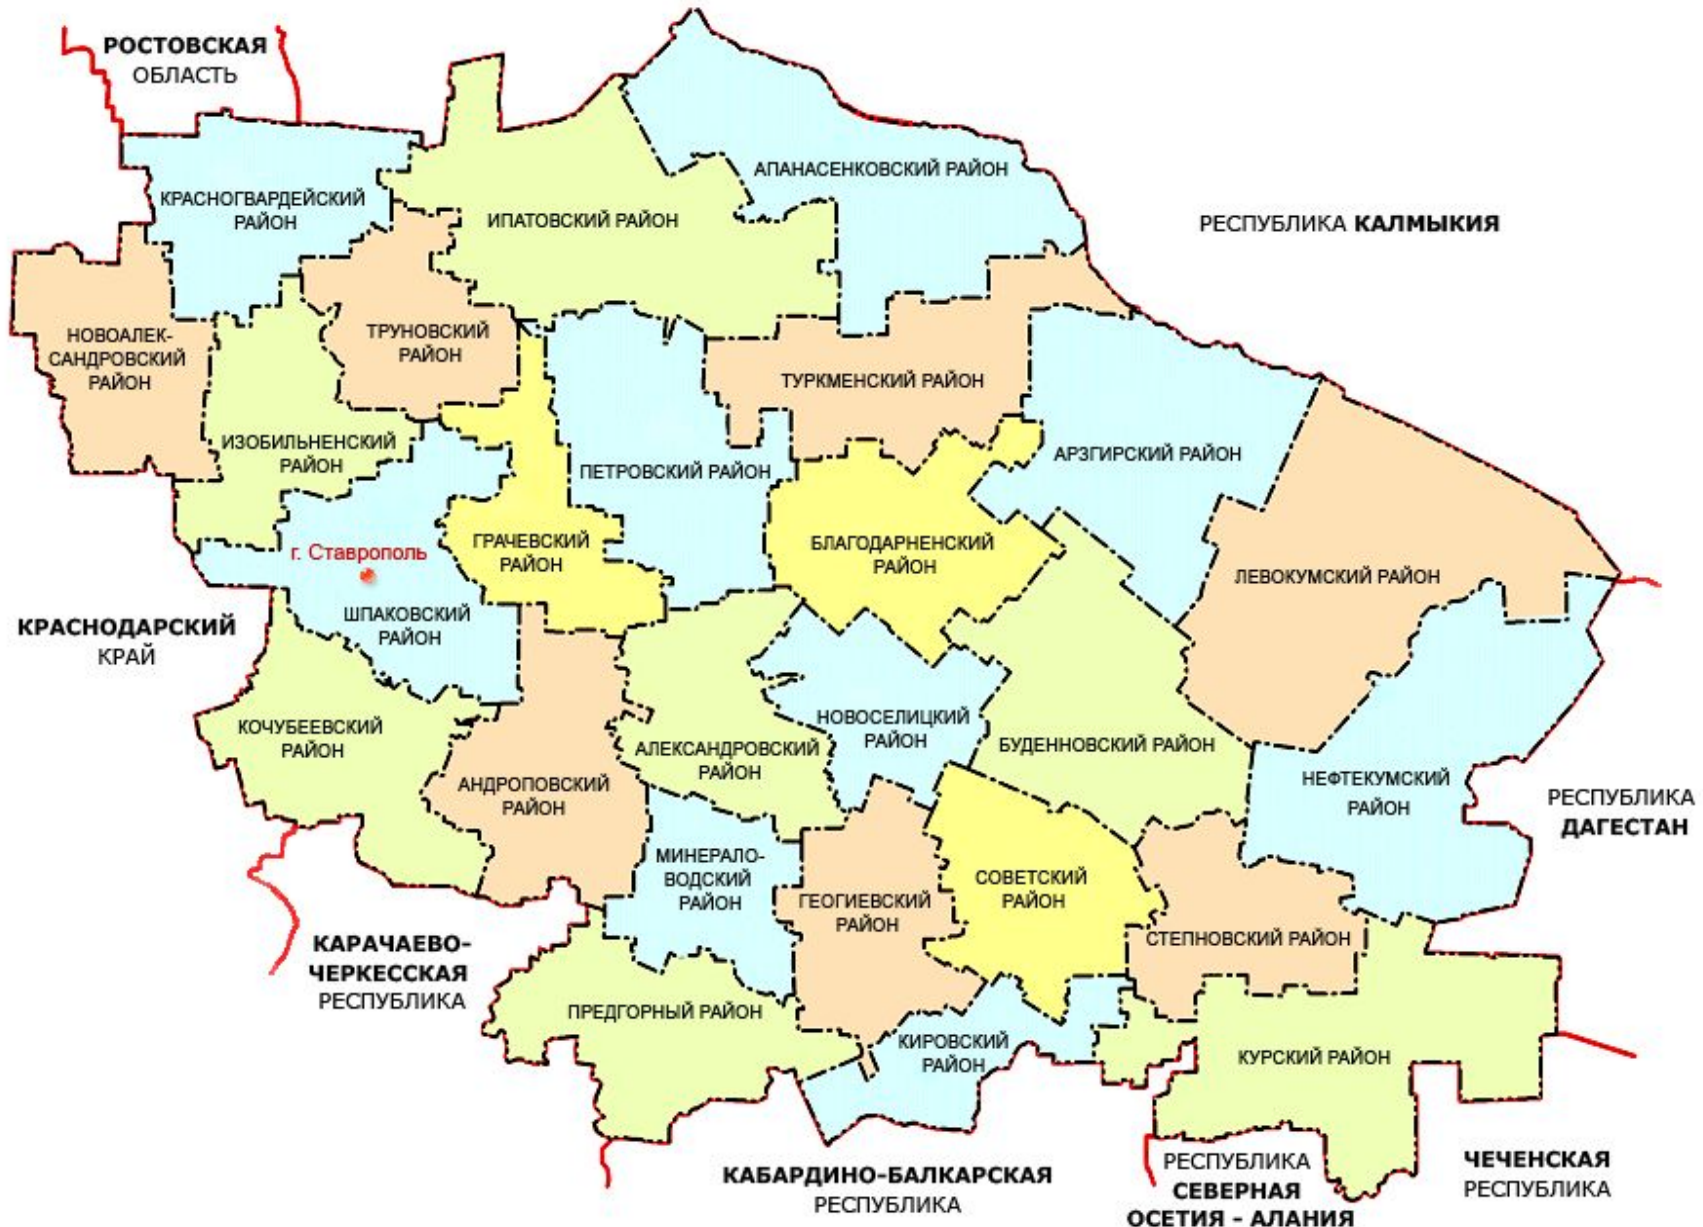 РОСТОВСКАЯ
ОБЛАСТЬ
АПАНАСЕНКОВСКИЙ РАЙОН
КРАСНОГВАРДЕЙСКИЙ
РАЙОН
ИПАТОВСКИЙ РАЙОН
РЕСПУБЛИКА КАЛМЫКИЯ
НОВОАЛЕК-
САНДРОВСКИЙ
РАЙОН
ТРУНОВСКИЙ
РАЙОН
ТУРКМЕНСКИЙ РАЙОН
ИЗОБИЛЬНЕНСКИЙ
РАЙОН
ПЕТРОВСКИЙ РАЙОН
АРЗГИРСКИЙ РАЙОН
г. Ставрополь
ГРАЧЕВСКИЙ
РАЙОН
БЛАГОДАРНЕНСКИЙ
РАЙОН
ЛЕВОКУМСКИЙ РАЙОН
КРАСНОДАРСКИЙ
КРАЙ
ШПАКОВСКИЙ
РАЙОН
КОЧУБЕЕВСКИЙ
РАЙОН
АНДРОПОВСКИЙ
РАЙОН
АЛЕКСАНДРОВСКИЙ
РАЙОН
НОВОСЕЛИЦКИЙ
РАЙОН
БУДЕННОВСКИЙ РАЙОН
НЕФТЕКУМСКИЙ
РАЙОН
РЕСПУБЛИКА
ДАГЕСТАН
МИНЕРАЛО-
ВОДСКИЙ
РАЙОН
ГЕОГИЕВСКИЙ
РАЙОН
СОВЕТСКИЙ
РАЙОН
СТЕПНОВСКИЙ РАЙОН
КАРАЧАЕВО-
ЧЕРКЕССКАЯ
РЕСПУБЛИКА
ПРЕДГОРНЫЙ РАЙОН
КИРОВСКИЙ
РАЙОН
КУРСКИЙ РАЙОН
КАБАРДИНО-БАЛКАРСКАЯ
РЕСПУБЛИКА
РЕСПУБЛИКА
СЕВЕРНАЯ
ОСЕТИЯ - АЛАНИЯ
ЧЕЧЕНСКАЯ
РЕСПУБЛИКА